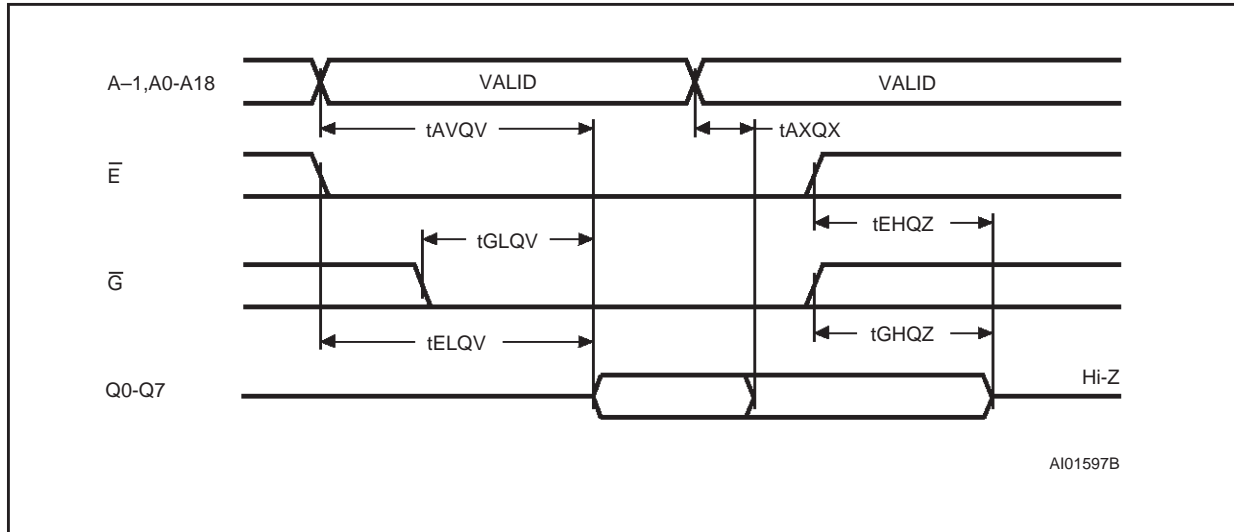 A–1,A0-A18
VALID
VALID
tAVQV
tAXQX
E̅
tEHQZ
tGLQV
G̅
tGHQZ
tELQV
Q0-Q7
Hi-Z
AI01597B